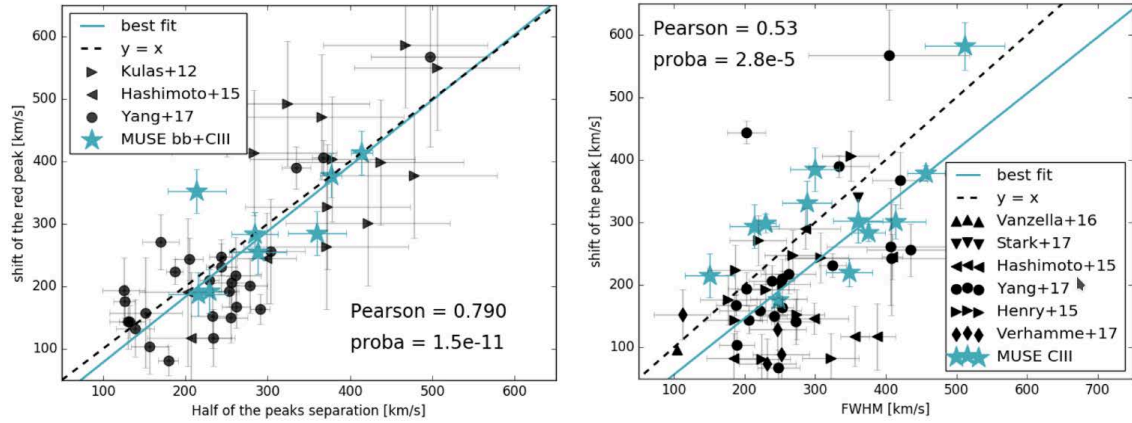 best fit
y = x
Kulas+12
Hashimoto+15
Yang+17
MUSE bb+CIII
Pearson = 0.790
proba = 1.5e-11
600
500
400
300
200
100
100 200 300 400 500 600
shift of the red peak [km/s]
Half of the peaks separation [km/s]
Pearson = 0.53
proba = 2.8e-5
best fit
y = x
Vanzella+16
Stark+17
Hashimoto+15
Yang+17
Henry+15
Verhamme+17
MUSE CIII
600
500
400
300
200
100
100 200 300 400 500 600 700
shift of the peak [km/s]
FWHM [km/s]